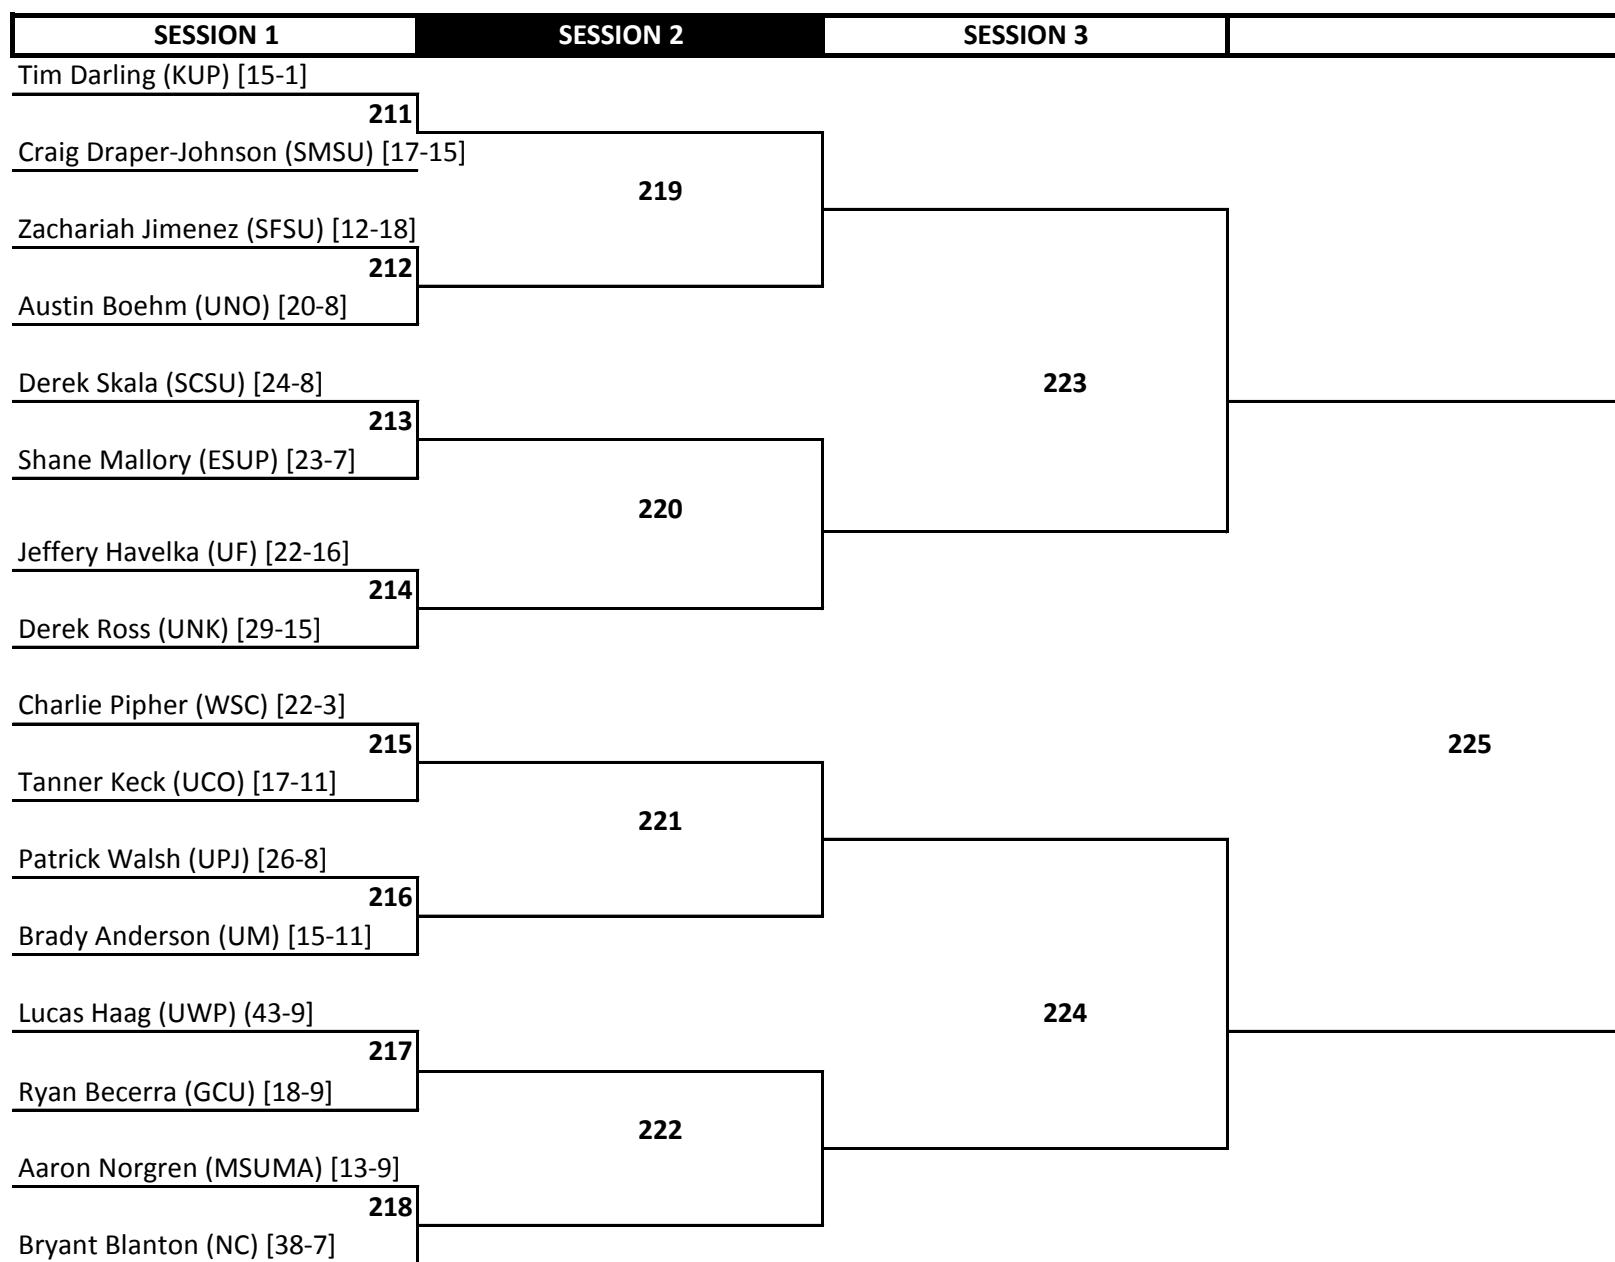 SESSION 1 SESSION 2 SESSION 3
Tim Darling (KUP) [15-1]
211
Craig Draper-Johnson (SMSU) [17-15]
219
Zachariah Jimenez (SFSU) [12-18]
212
Austin Boehm (UNO) [20-8]
Derek Skala (SCSU) [24-8]
223
213
Shane Mallory (ESUP) [23-7]
220
Jeffery Havelka (UF) [22-16]
214
Derek Ross (UNK) [29-15]
Charlie Pipher (WSC) [22-3]
215
225
Tanner Keck (UCO) [17-11]
221
Patrick Walsh (UPJ) [26-8]
216
Brady Anderson (UM) [15-11]
Lucas Haag (UWP) (43-9]
224
217
Ryan Becerra (GCU) [18-9]
222
Aaron Norgren (MSUMA) [13-9]
218
Bryant Blanton (NC) [38-7]